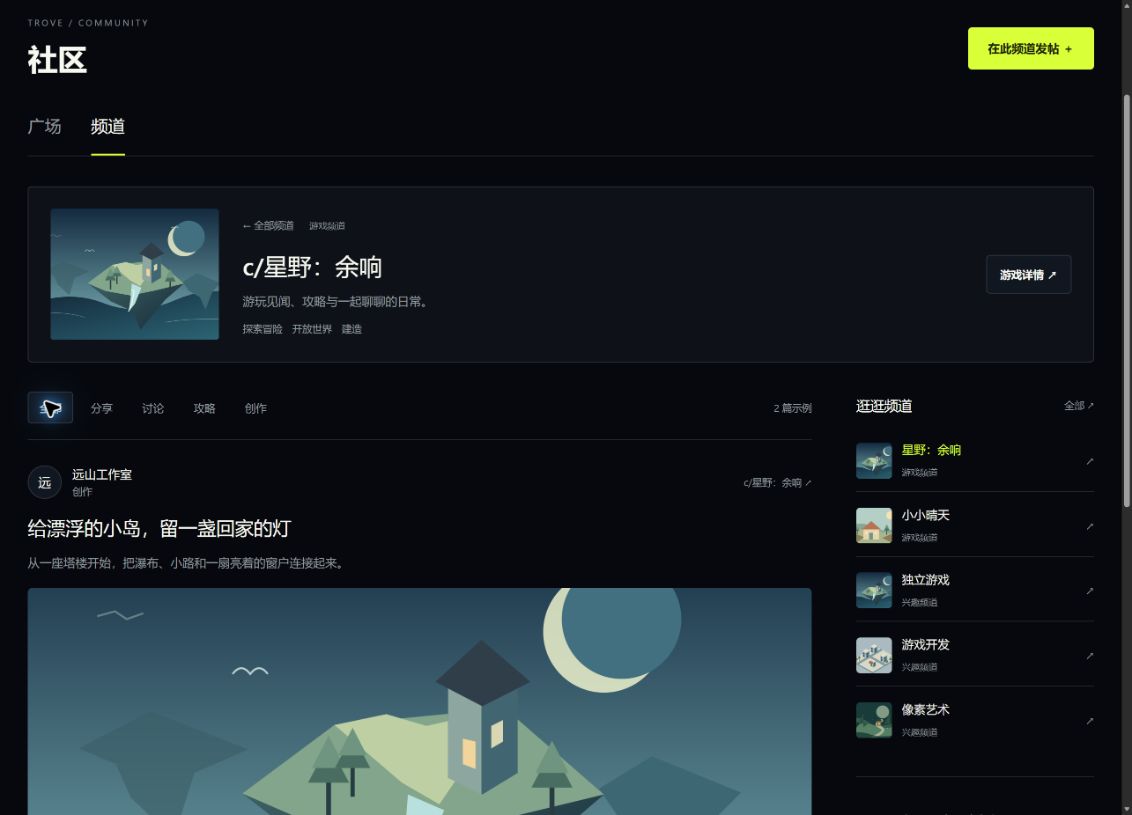 TROVE / COMMUNITY
社区
在此频道发帖 +
广场
频道
← 全部频道 游戏频道
c/星野：余响
游玩见闻、攻略与一起聊聊的日常。
探索冒险 开放世界 建造
游戏详情 ↗
分享 讨论 攻略 创作
2 篇示例
远
远山工作室
创作
c/星野：余响 ↗
给漂浮的小岛，留一盏回家的灯
从一座塔楼开始，把瀑布、小路和一扇亮着的窗户连接起来。
逛逛频道
全部 ↗
星野：余响
游戏频道
↗
小小晴天
游戏频道
↗
独立游戏
兴趣频道
↗
游戏开发
兴趣频道
↗
像素艺术
兴趣频道
↗